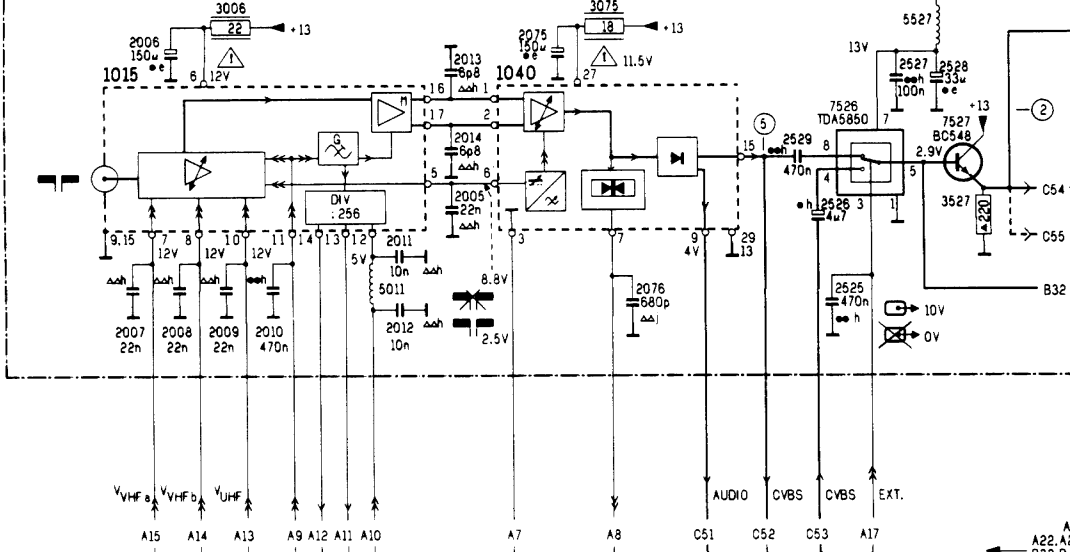 3006
22
+13
2006
150µ
e
6
12V
1015
2013
6p8
h
16
17
2014
6p8
h
5
2005
22n
h
M
G
DIV
:256
9,15
7
12V
8
12V
10
12V
11
14
13
12
5V
2011
10n
h
5011
2012
10n
h
h
2007
22n
h
2008
22n
h
2009
22n
h
2010
470n
8.8V
2.5V
3075
18
+13
2075
150µ
e
11.5V
27
1040
1
2
6
3
7
9
4V
29
13
15
5
2076
680p
j
h
2529
470n
h
2526
4µ7
7526
TDA5850
8
4
7
3
1
5
13V
5527
2527
h
100n
2528
33µ
e
+13
7527
BC548
2.9V
3527
220
2
C54
C55
B32
2525
470n
h
10V
0V
VVHFa
VVHFb
VUHF
AUDIO
CVBS
CVBS
EXT.
A15
A14
A13
A9
A12
A11
A10
A7
A8
C51
C52
C53
A17